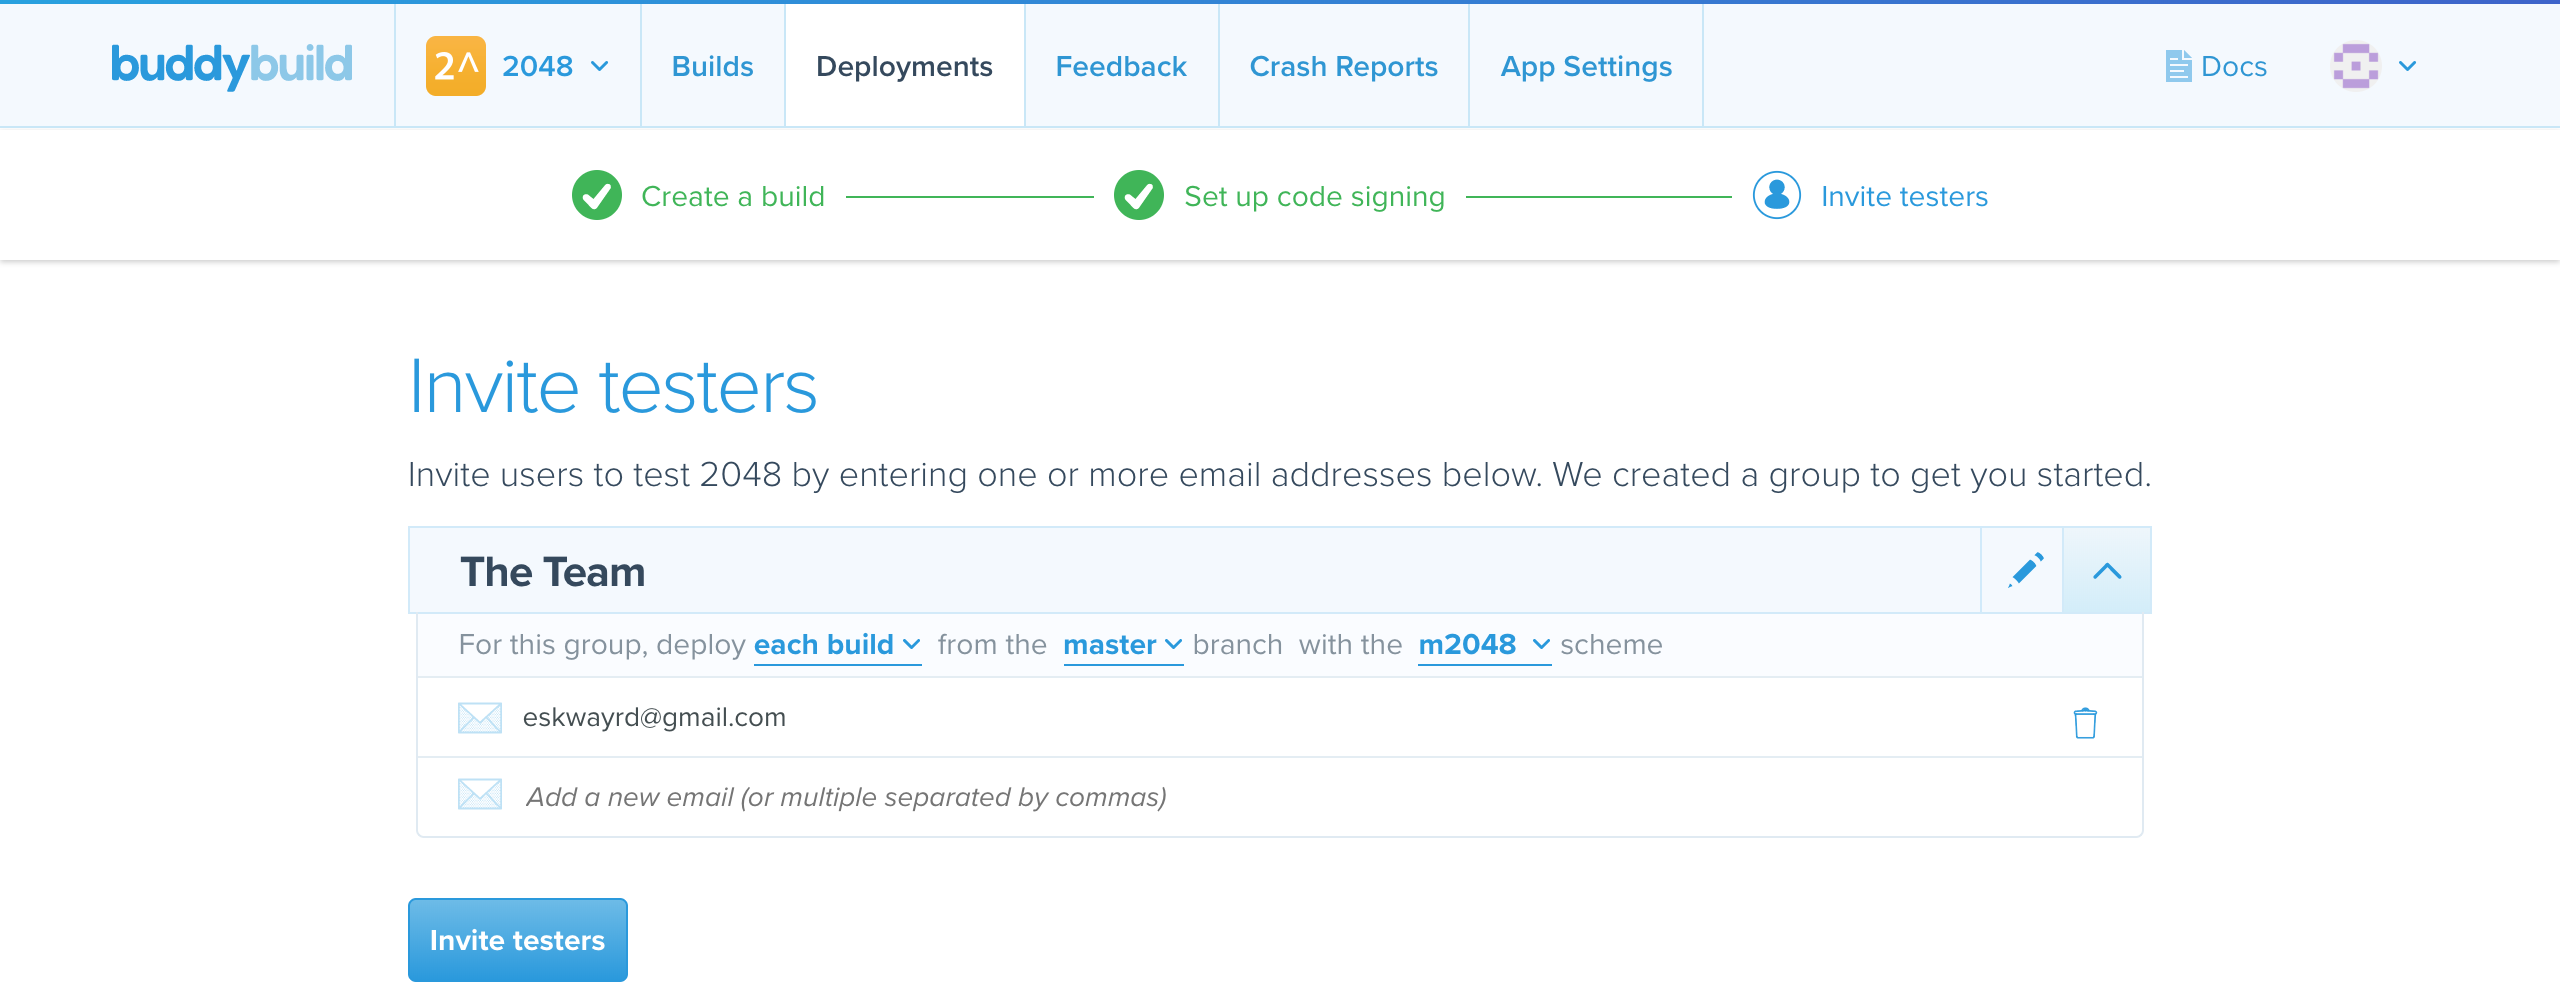 buddybuild 2^ 2048 Builds Deployments Feedback Crash Reports App Settings Docs
Create a build Set up code signing Invite testers
Invite testers
Invite users to test 2048 by entering one or more email addresses below. We created a group to get you started.
The Team
For this group, deploy each build from the master branch with the m2048 scheme
eskwayrd@gmail.com
Add a new email (or multiple separated by commas)
Invite testers